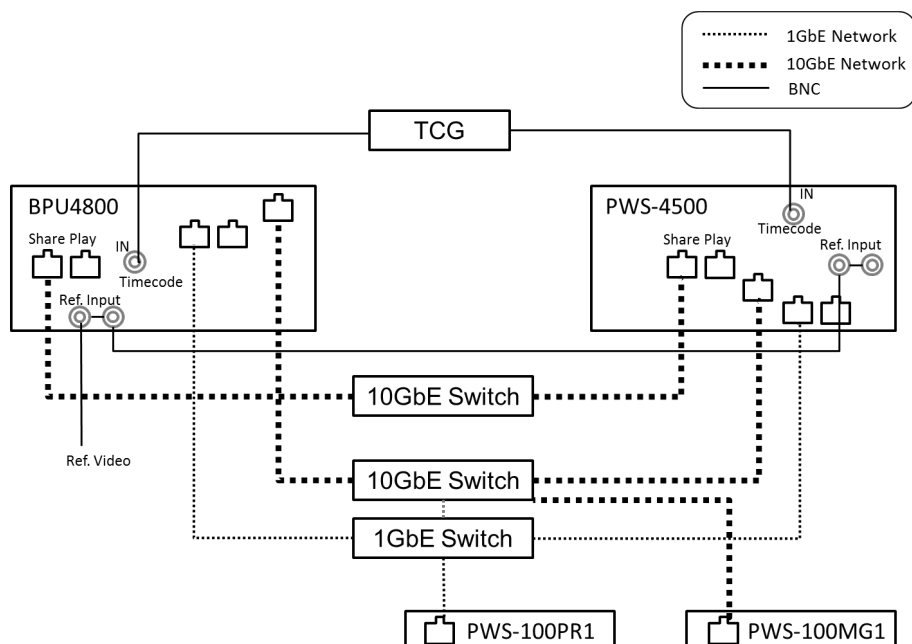 1GbE Network
10GbE Network
BNC
TCG
BPU4800
PWS-4500
Share Play
IN
Timecode
Ref. Input
IN
Timecode
Share Play
Ref. Input
10GbE Switch
Ref. Video
10GbE Switch
1GbE Switch
PWS-100PR1
PWS-100MG1